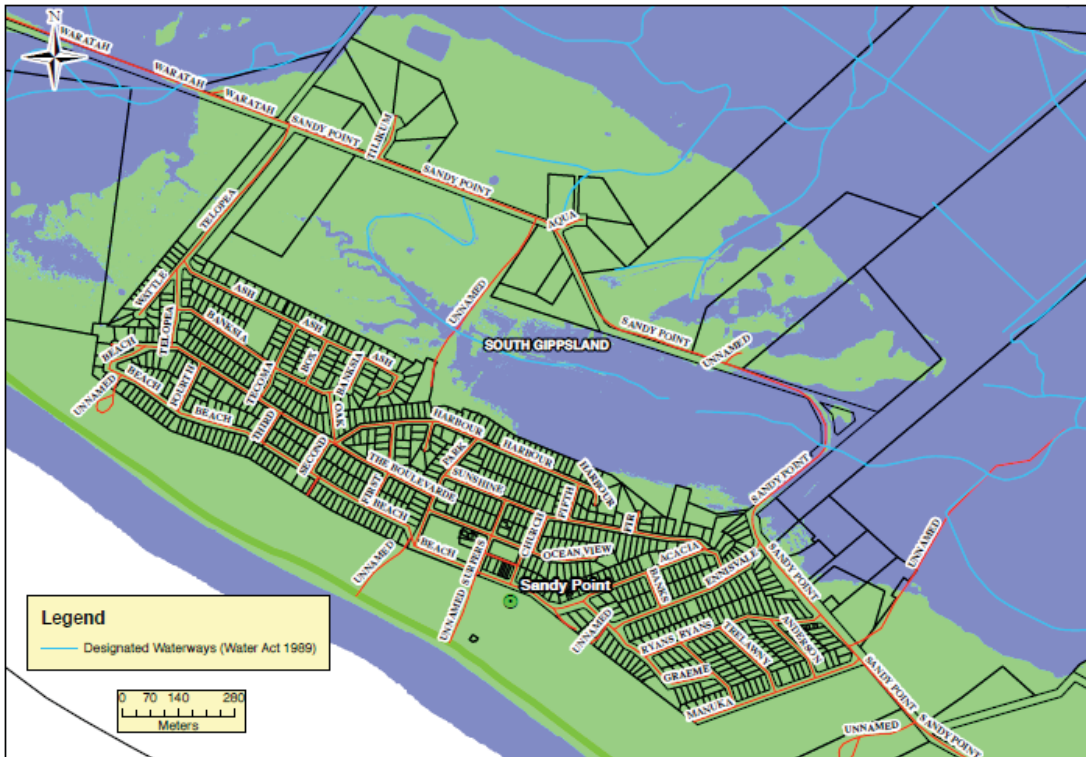 N
WARATAH
WARATAH
WARATAH
SANDY POINT
TILIKUM
SANDY POINT
TELOPEA
AQUA
UNNAMED
WATTLE
ASH
ASH
ASH
TELOPEA
BANKSIA
BOX
BANKSIA
SANDY POINT
SOUTH GIPPSLAND
UNNAMED
BEACH
BEACH
UNNAMED
FOURTH
TECOMA
OAK
BEACH
THIRD
SECOND
HARBOUR
HARBOUR
HARBOUR
PARK
THE BOULEVARDE
SUNSHINE
FIRST
FIFTH
FIR
SANDY POINT
BEACH
BEACH
CHURCH
OCEAN VIEW
ACACIA
ENNISVALE
UNNAMED
UNNAMED
SURFERS
UNNAMED
Sandy Point
BANKS
SANDY POINT
UNNAMED
RYANS
RYANS
TRELAWNY
ANDERSON
GRAEME
MANUKA
SANDY POINT
UNNAMED
SANDY POINT
Legend
Designated Waterways (Water Act 1989)
0 70 140 280
Meters